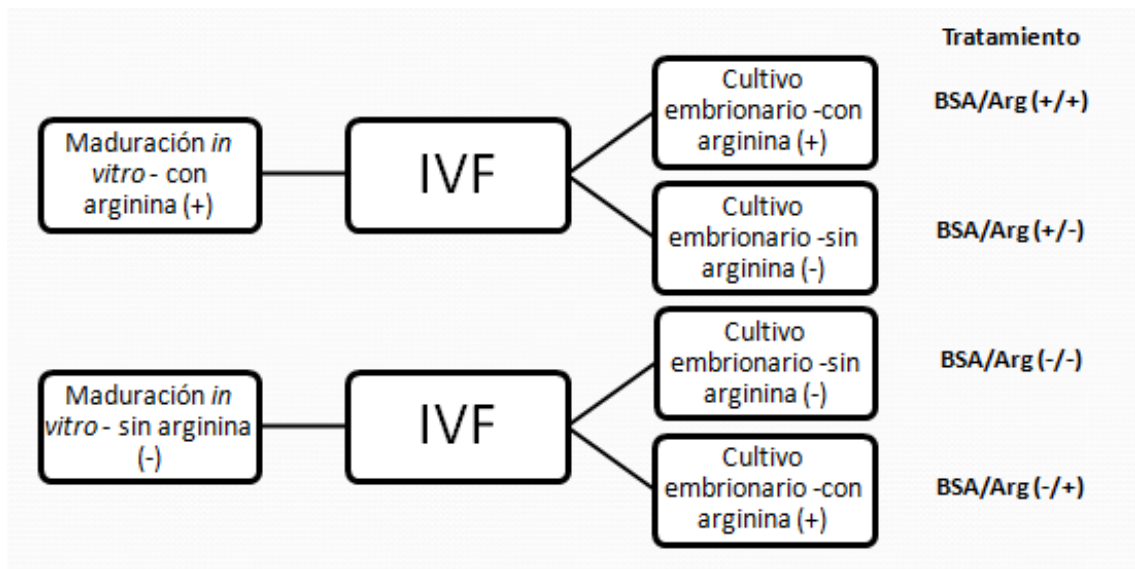 Tratamiento
Maduración in
vitro - con
arginina (+)
IVF
Cultivo
embrionario -con
arginina (+)
BSA/Arg (+/+)
Cultivo
embrionario -sin
arginina (-)
BSA/Arg (+/-)
Maduración in
vitro - sin arginina
(-)
IVF
Cultivo
embrionario -sin
arginina (-)
BSA/Arg (-/-)
Cultivo
embrionario -con
arginina (+)
BSA/Arg (-/+)